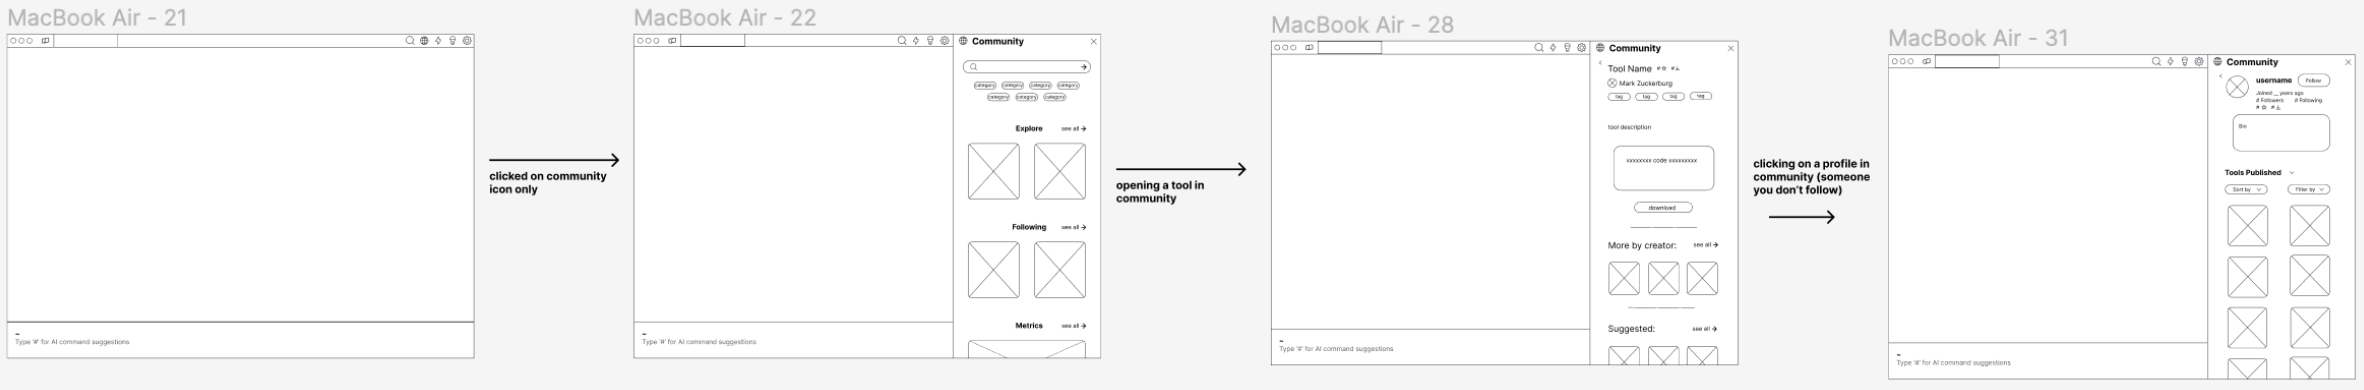 MacBook Air - 21
~
Type '#' for AI command suggestions
clicked on community
icon only
MacBook Air - 22
~
Type '#' for AI command suggestions
Community
category category category category
category category category
Explore see all
Following see all
Metrics see all
opening a tool in
community
MacBook Air - 28
~
Type '#' for AI command suggestions
Community
Tool Name # #
Mark Zuckerburg
tag tag tag tag
tool description
xxxxxxxx code xxxxxxxxx
download
More by creator: see all
Suggested: see all
clicking on a profile in
community (someone
you don't follow)
MacBook Air - 31
~
Type '#' for AI command suggestions
Community
username Follow
Joined __ years ago
# Followers # Following
# #
Bio
Tools Published
Sort by Filter by